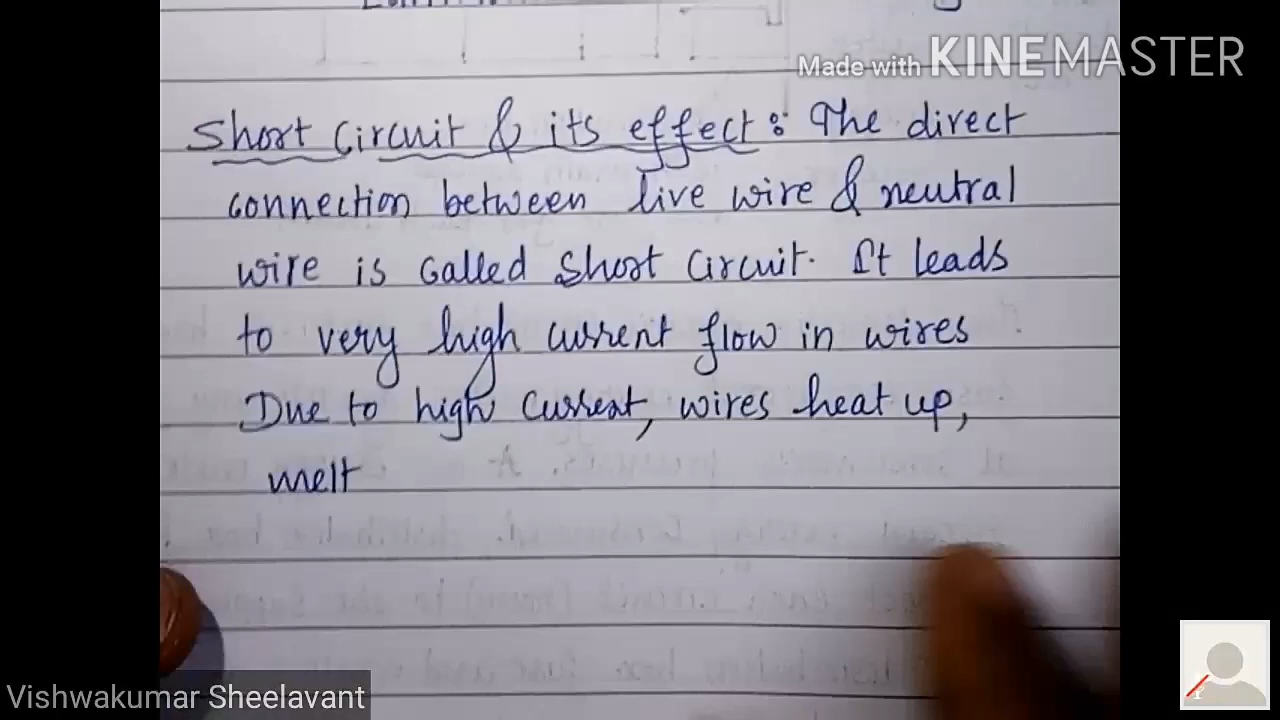 Made with KINEMASTER
Short Circuit & its effect : The direct
connection between live wire & neutral
wire is called Short Circuit. It leads
to very high current flow in wires
Due to high current, wires heat up,
melt
Vishwakumar Sheelavant